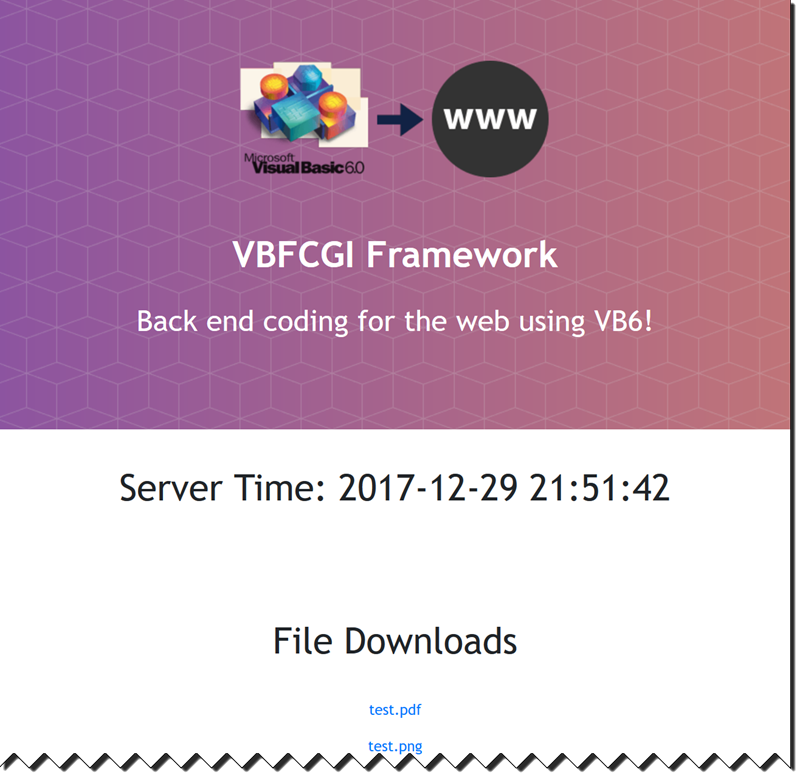 Microsoft
Visual Basic 6.0
www
VBFCGI Framework
Back end coding for the web using VB6!
Server Time: 2017-12-29 21:51:42
File Downloads
test.pdf
test.png